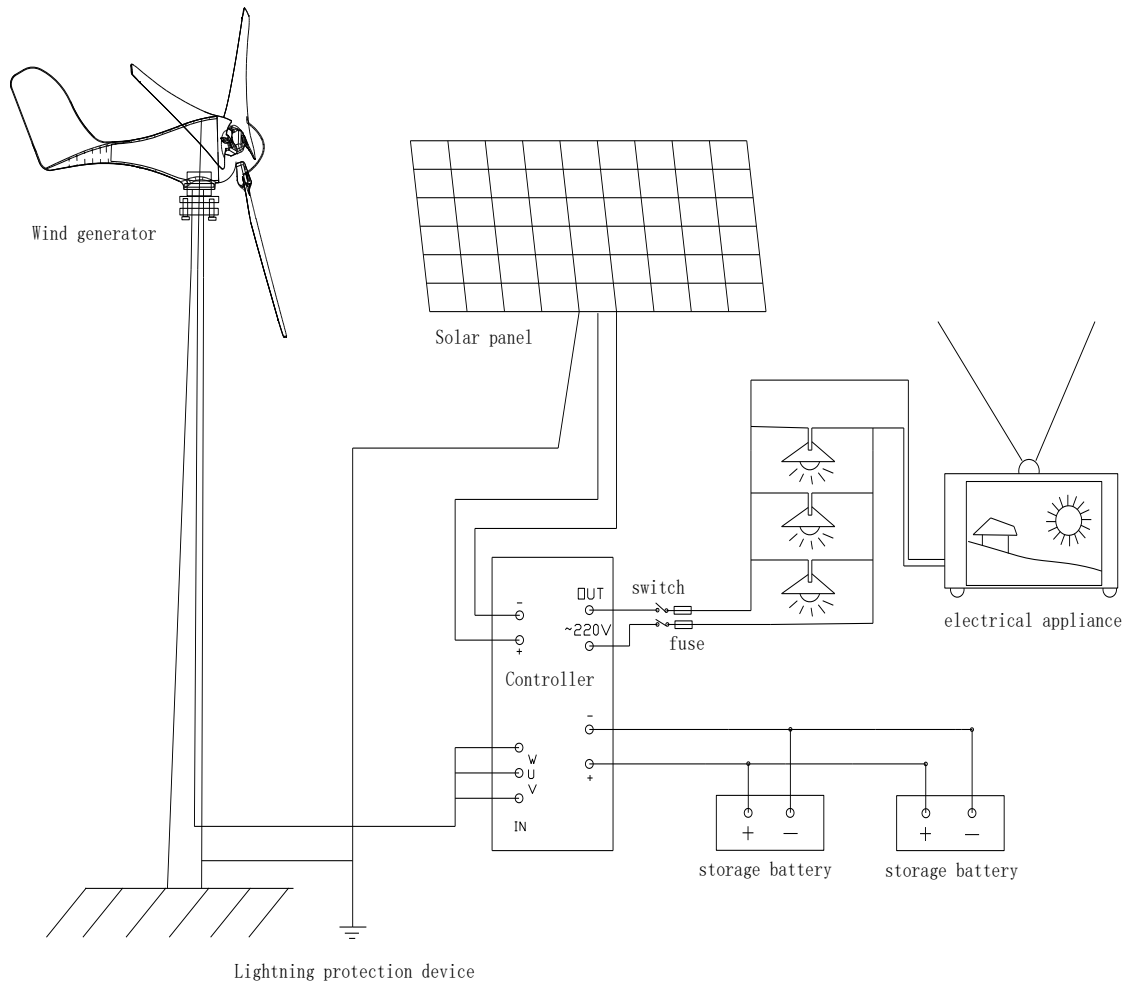 Wind generator
Solar panel
switch
OUT
-
~220V
+
fuse
electrical appliance
Controller
-
W
U
+
V
IN
+ −
+ −
storage battery
storage battery
Lightning protection device